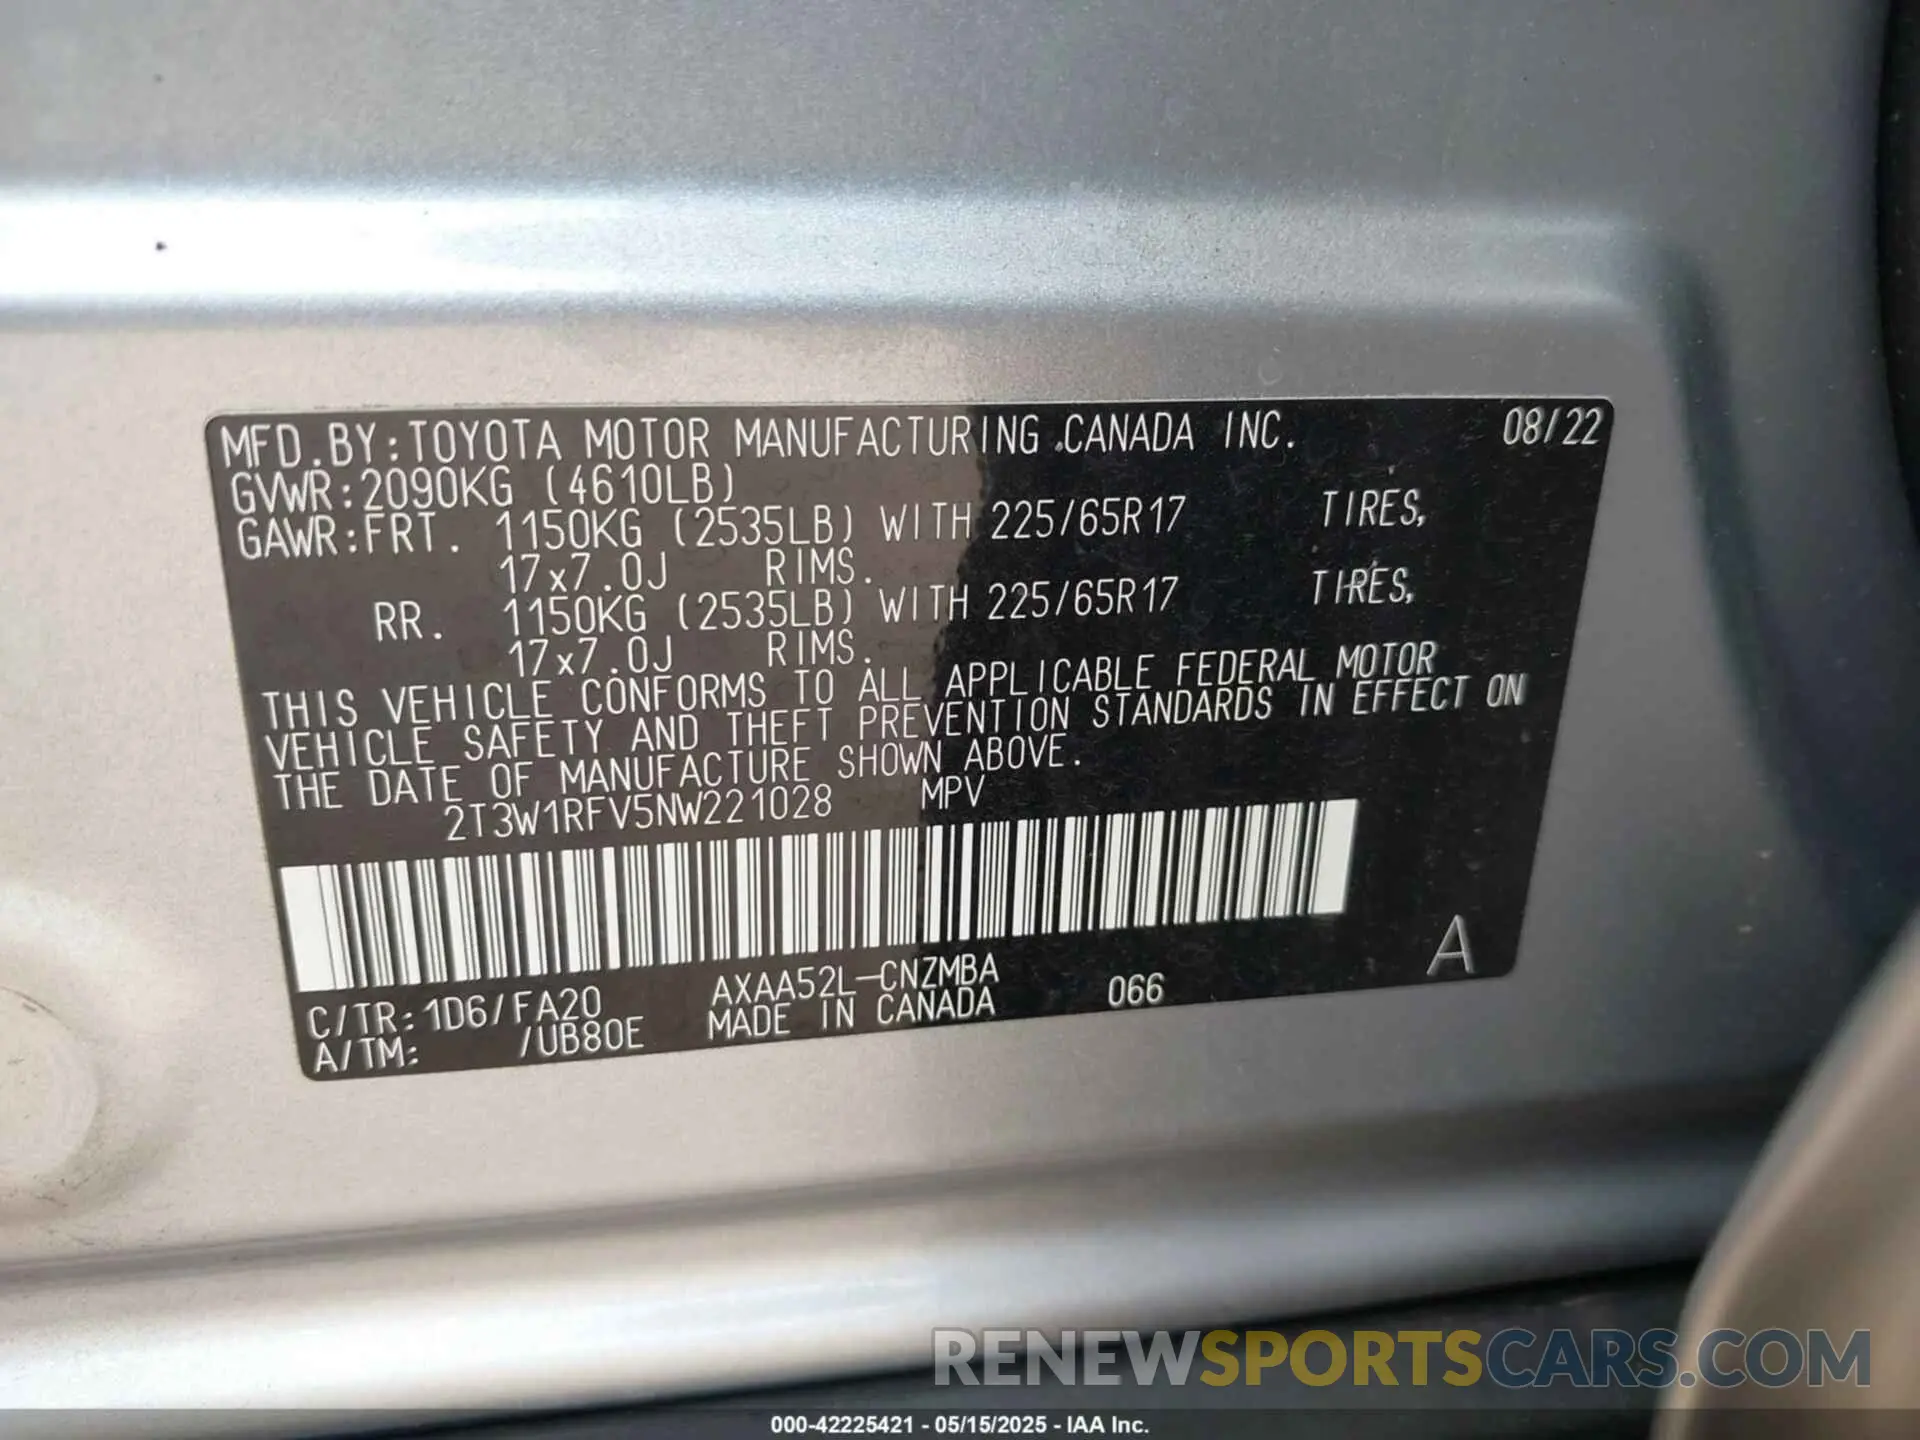 MFD.BY:TOYOTA MOTOR MANUFACTURING CANADA INC. 08/22
GVWR:2090KG (4610LB)
GAWR:FRT. 1150KG (2535LB) WITH 225/65R17 TIRES,
17x7.0J RIMS.
RR. 1150KG (2535LB) WITH 225/65R17 TIRES,
17x7.0J RIMS.
THIS VEHICLE CONFORMS TO ALL APPLICABLE FEDERAL MOTOR
VEHICLE SAFETY AND THEFT PREVENTION STANDARDS IN EFFECT ON
THE DATE OF MANUFACTURE SHOWN ABOVE.
2T3W1RFV5NW221028 MPV
A
C/TR:1D6/FA20 AXAA52L-CNZMBA 066
A/TM: /UB80E MADE IN CANADA
RENEWSPORTSCARS.COM
000-42225421 - 05/15/2025 - IAA Inc.